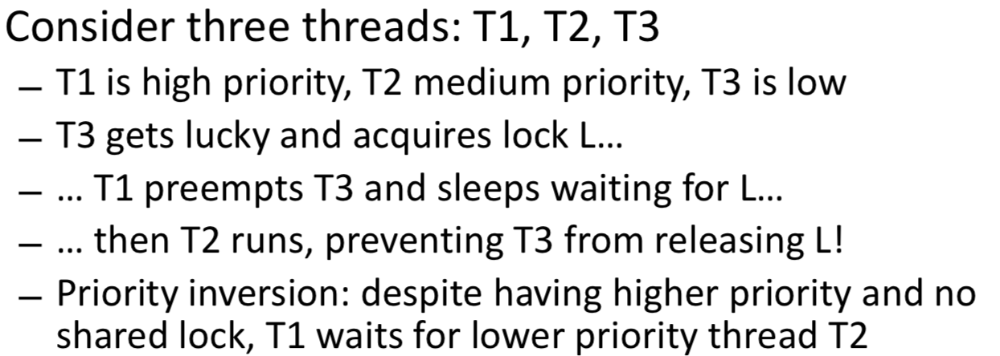 Consider three threads: T1, T2, T3
– T1 is high priority, T2 medium priority, T3 is low
– T3 gets lucky and acquires lock L…
– … T1 preempts T3 and sleeps waiting for L…
– … then T2 runs, preventing T3 from releasing L!
– Priority inversion: despite having higher priority and no
shared lock, T1 waits for lower priority thread T2